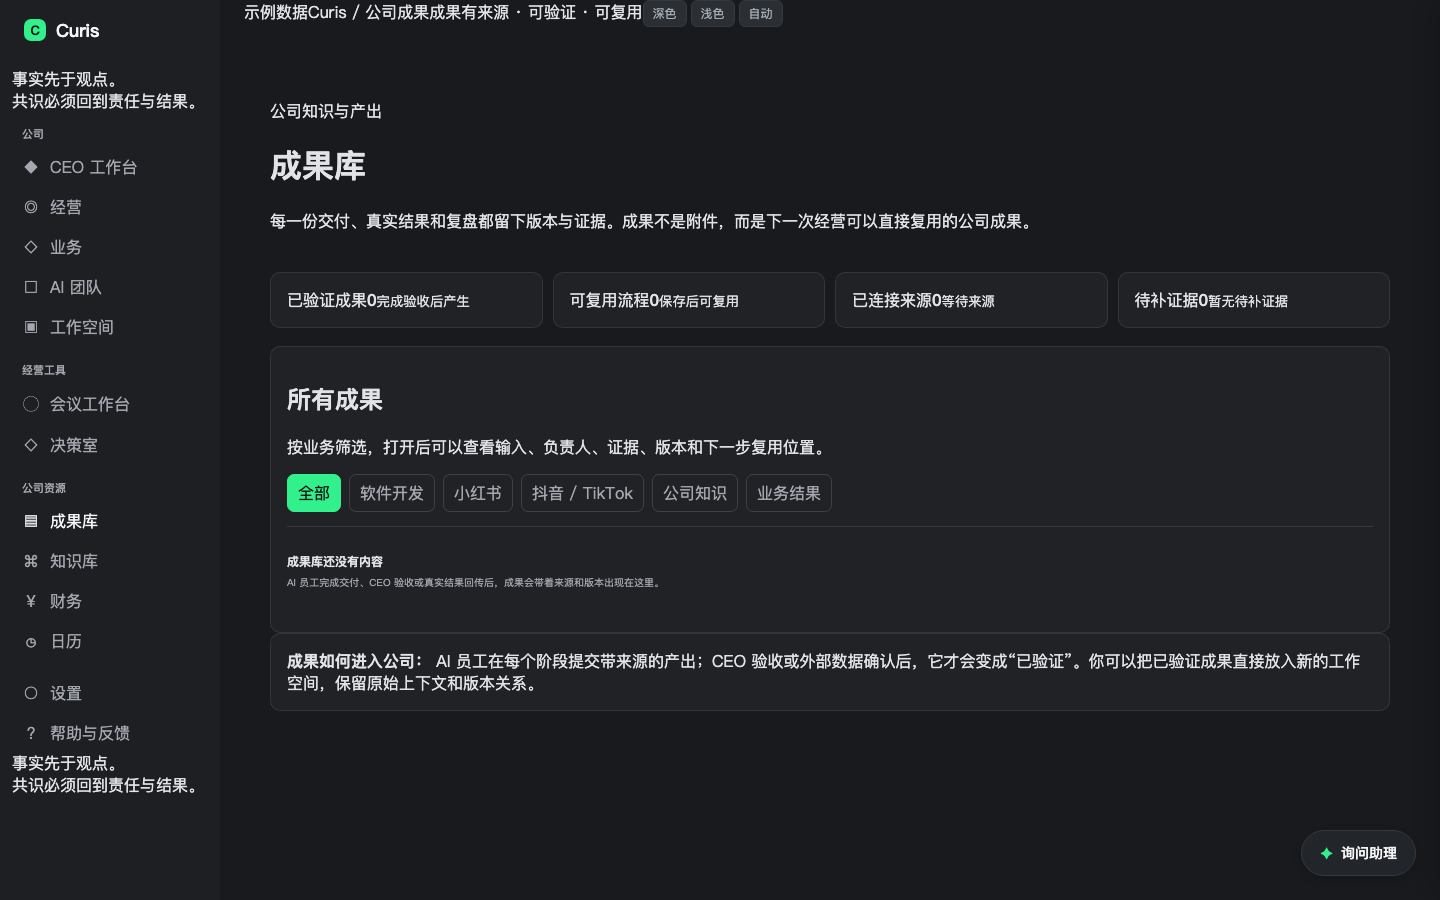 C Curis
事实先于观点。
共识必须回到责任与结果。
公司
CEO 工作台
经营
业务
AI 团队
工作空间
经营工具
会议工作台
决策室
公司资源
成果库
知识库
¥ 财务
日历
设置
? 帮助与反馈
事实先于观点。
共识必须回到责任与结果。
示例数据Curis / 公司成果成果有来源 · 可验证 · 可复用 深色 浅色 自动
公司知识与产出
成果库
每一份交付、真实结果和复盘都留下版本与证据。成果不是附件，而是下一次经营可以直接复用的公司成果。
已验证成果0完成验收后产生
可复用流程0保存后可复用
已连接来源0等待来源
待补证据0暂无待补证据
所有成果
按业务筛选，打开后可以查看输入、负责人、证据、版本和下一步复用位置。
全部 软件开发 小红书 抖音 / TikTok 公司知识 业务结果
成果库还没有内容
AI 员工完成交付、CEO 验收或真实结果回传后，成果会带着来源和版本出现在这里。
成果如何进入公司： AI 员工在每个阶段提交带来源的产出；CEO 验收或外部数据确认后，它才会变成“已验证”。你可以把已验证成果直接放入新的工作
空间，保留原始上下文和版本关系。
询问助理